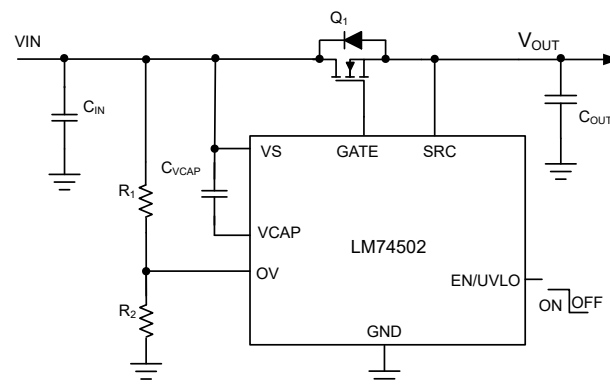 Q1
VIN
VOUT
CIN
COUT
VS
GATE
SRC
CVCAP
R1
VCAP
LM74502
OV
EN/UVLO
ON
OFF
R2
GND